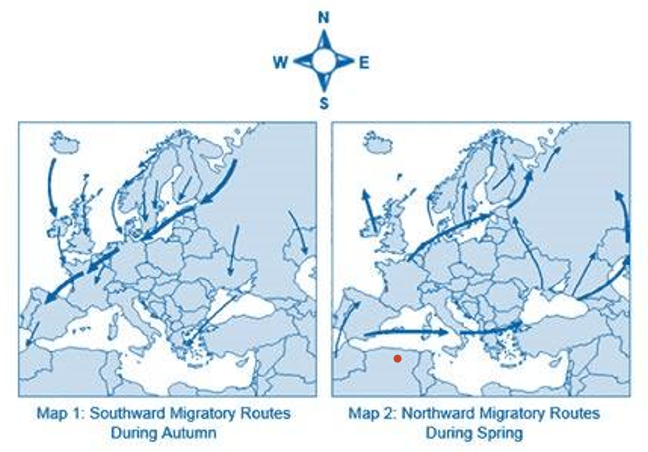 N
W E
S
Map 1: Southward Migratory Routes
During Autumn
Map 2: Northward Migratory Routes
During Spring